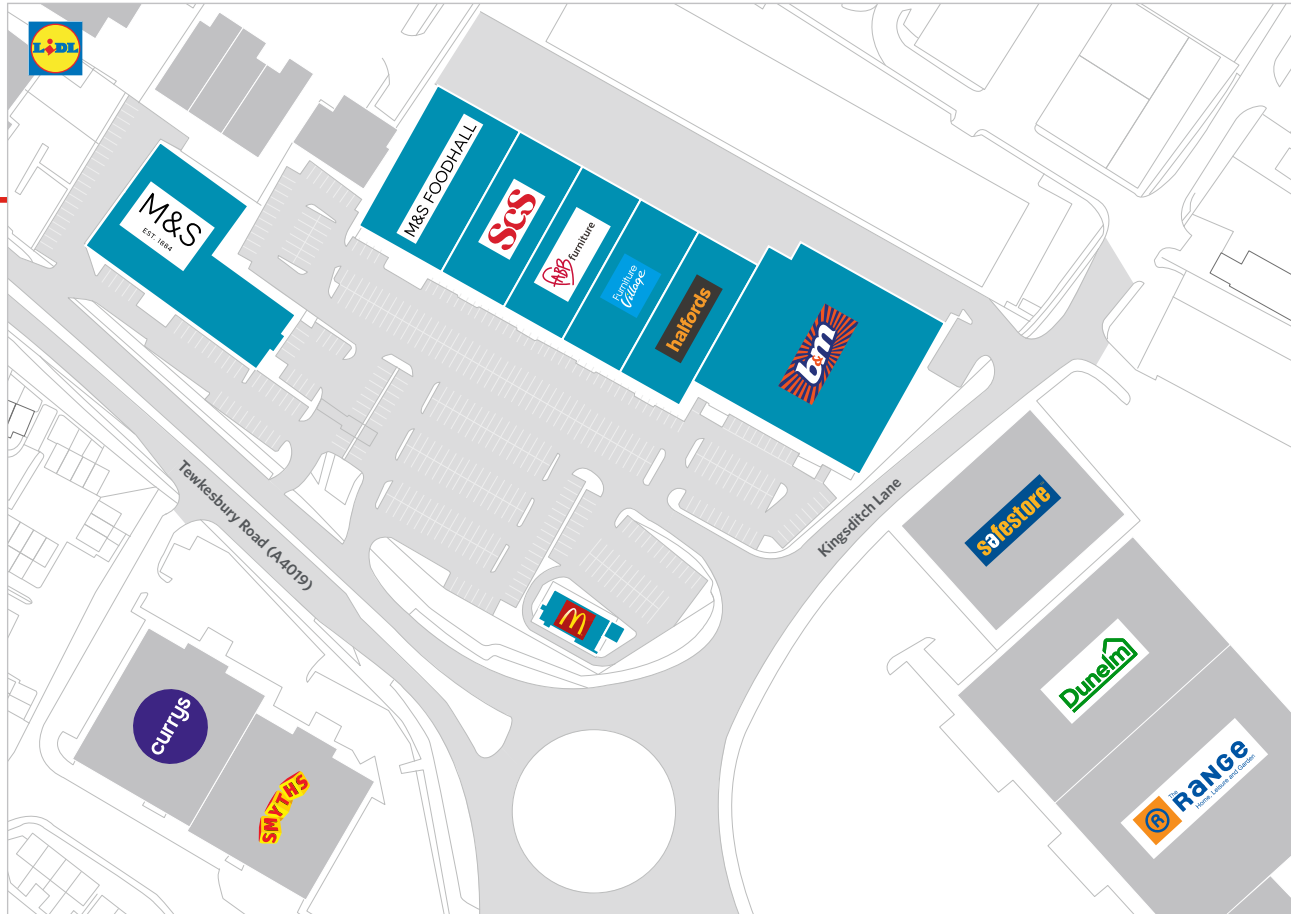 LiDL
M&S
EST. 1884
M&S FOODHALL
ScS
FABB furniture
Furniture
Village
halfords
b&m
Tewkesbury Road (A4019)
Kingsditch Lane
safestore
M
Dunelm
The
RANGE
Home, Leisure and Garden
R
currys
SMYTHS